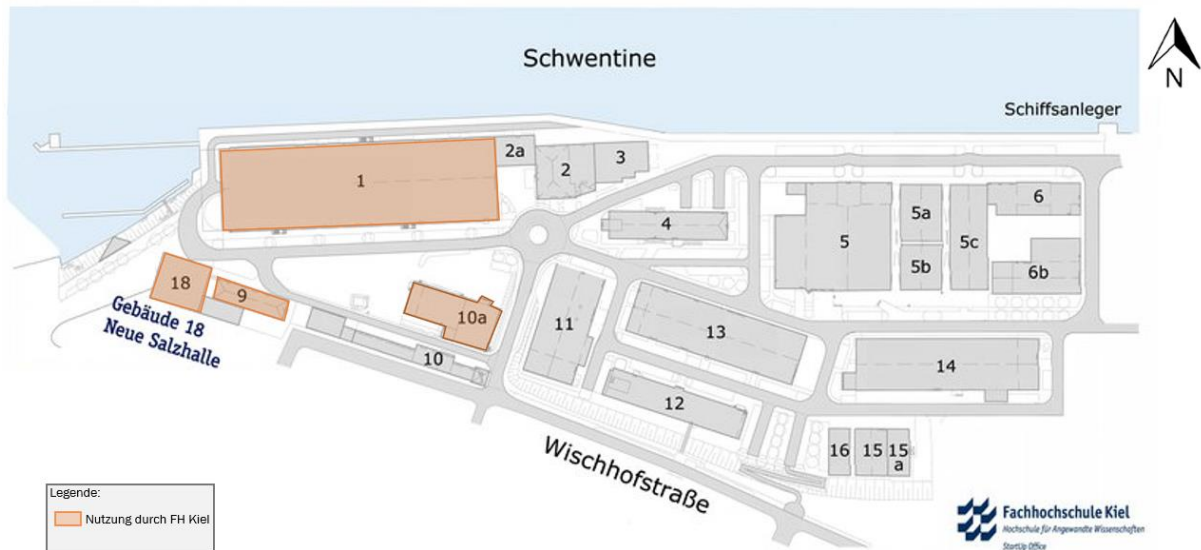 Schwentine
N
Schiffsanleger
1
2a
2
3
4
5
5a
5b
5c
6
6b
18
9
Gebäude 18
Neue Salzhalle
10a
10
11
13
12
14
16
15
15
a
Wischhofstraße
Legende:
Nutzung durch FH Kiel
Fachhochschule Kiel
Hochschule für Angewandte Wissenschaften
StartUp Office